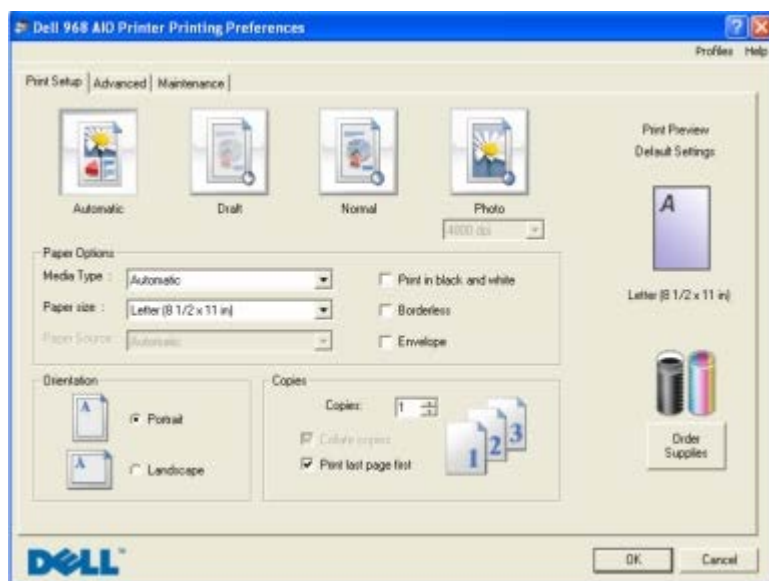 Dell 968 AIO Printer Printing Preferences
Profiles Help
Print Setup Advanced Maintenance
Automatic
Draft
Normal
Photo
4800 dpi
Print Preview
Default Settings
A
Letter (8 1/2 x 11 in)
Paper Options
Media Type : Automatic
Paper size : Letter (8 1/2 x 11 in)
Paper Source : Automatic
Print in black and white
Borderless
Envelope
Orientation
A Portrait
A Landscape
Copies
Copies: 1
Collate copies
Print last page first
1 2 3
Order
Supplies
DELL™
OK Cancel